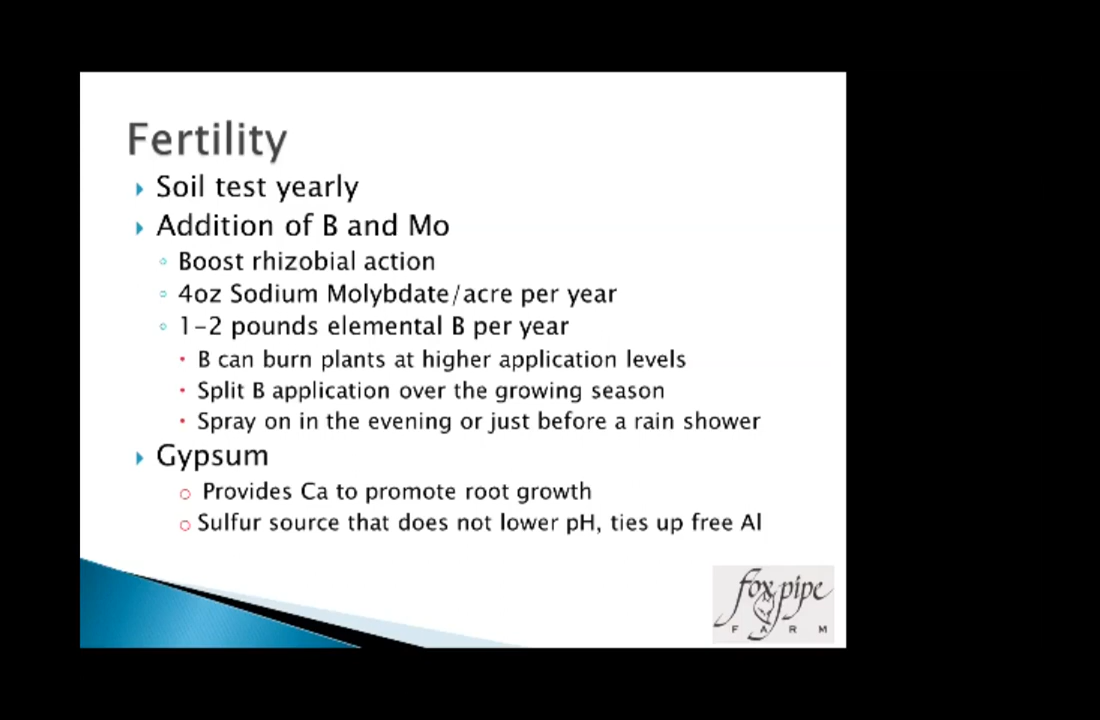 Fertility
Soil test yearly
Addition of B and Mo
Boost rhizobial action
4oz Sodium Molybdate/acre per year
1-2 pounds elemental B per year
B can burn plants at higher application levels
Split B application over the growing season
Spray on in the evening or just before a rain shower
Gypsum
Provides Ca to promote root growth
Sulfur source that does not lower pH, ties up free Al
fox pipe
FARM